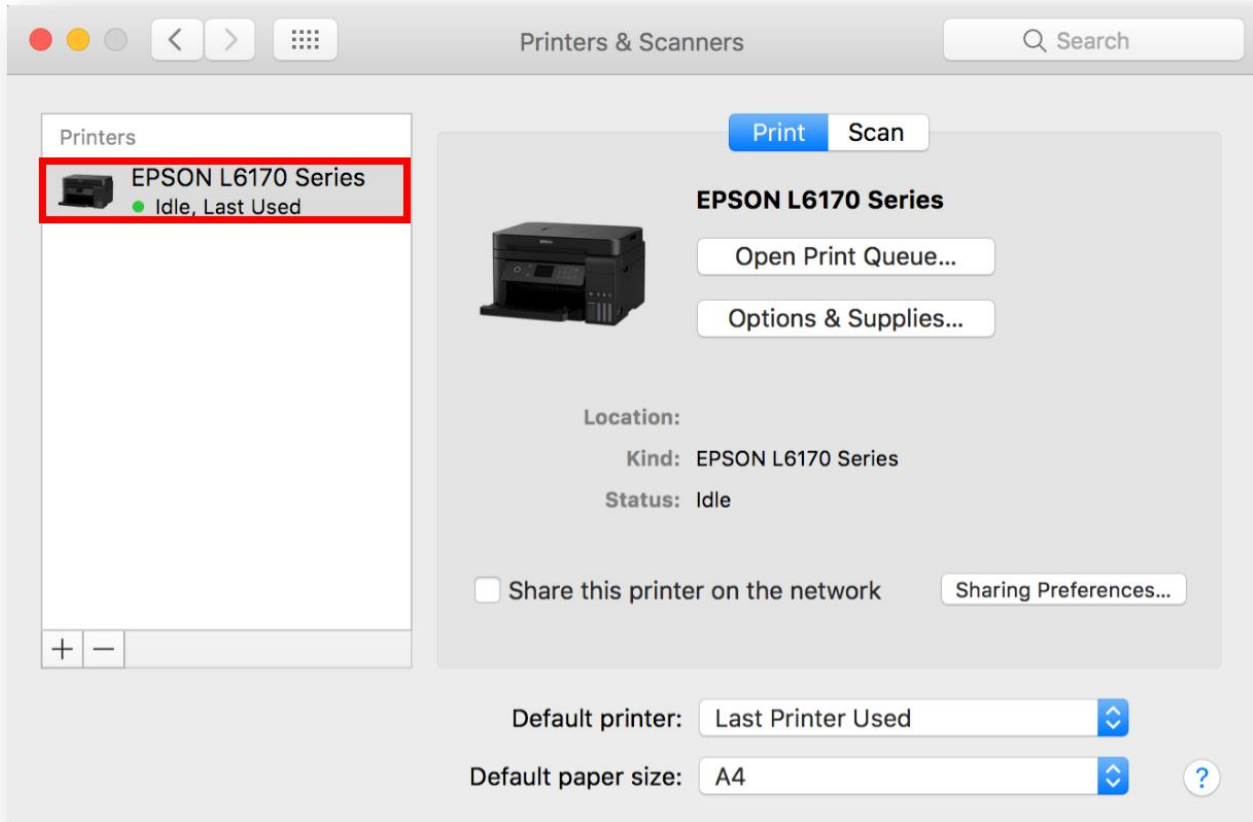 Printers & Scanners
Search
Printers
EPSON L6170 Series
Idle, Last Used
Print
Scan
EPSON L6170 Series
Open Print Queue...
Options & Supplies...
Location:
Kind: EPSON L6170 Series
Status: Idle
Share this printer on the network
Sharing Preferences...
Default printer: Last Printer Used
Default paper size: A4
?